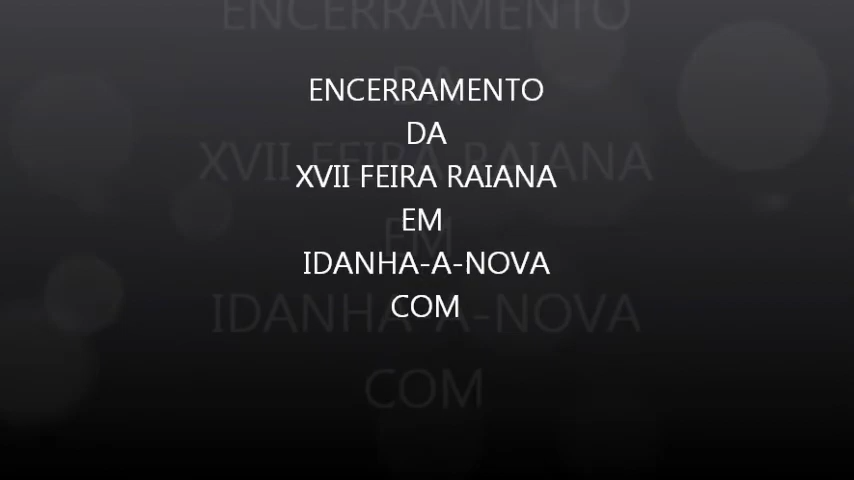 ENCERRAMENTO
DA
XVII FEIRA RAIANA
EM
IDANHA-A-NOVA
COM